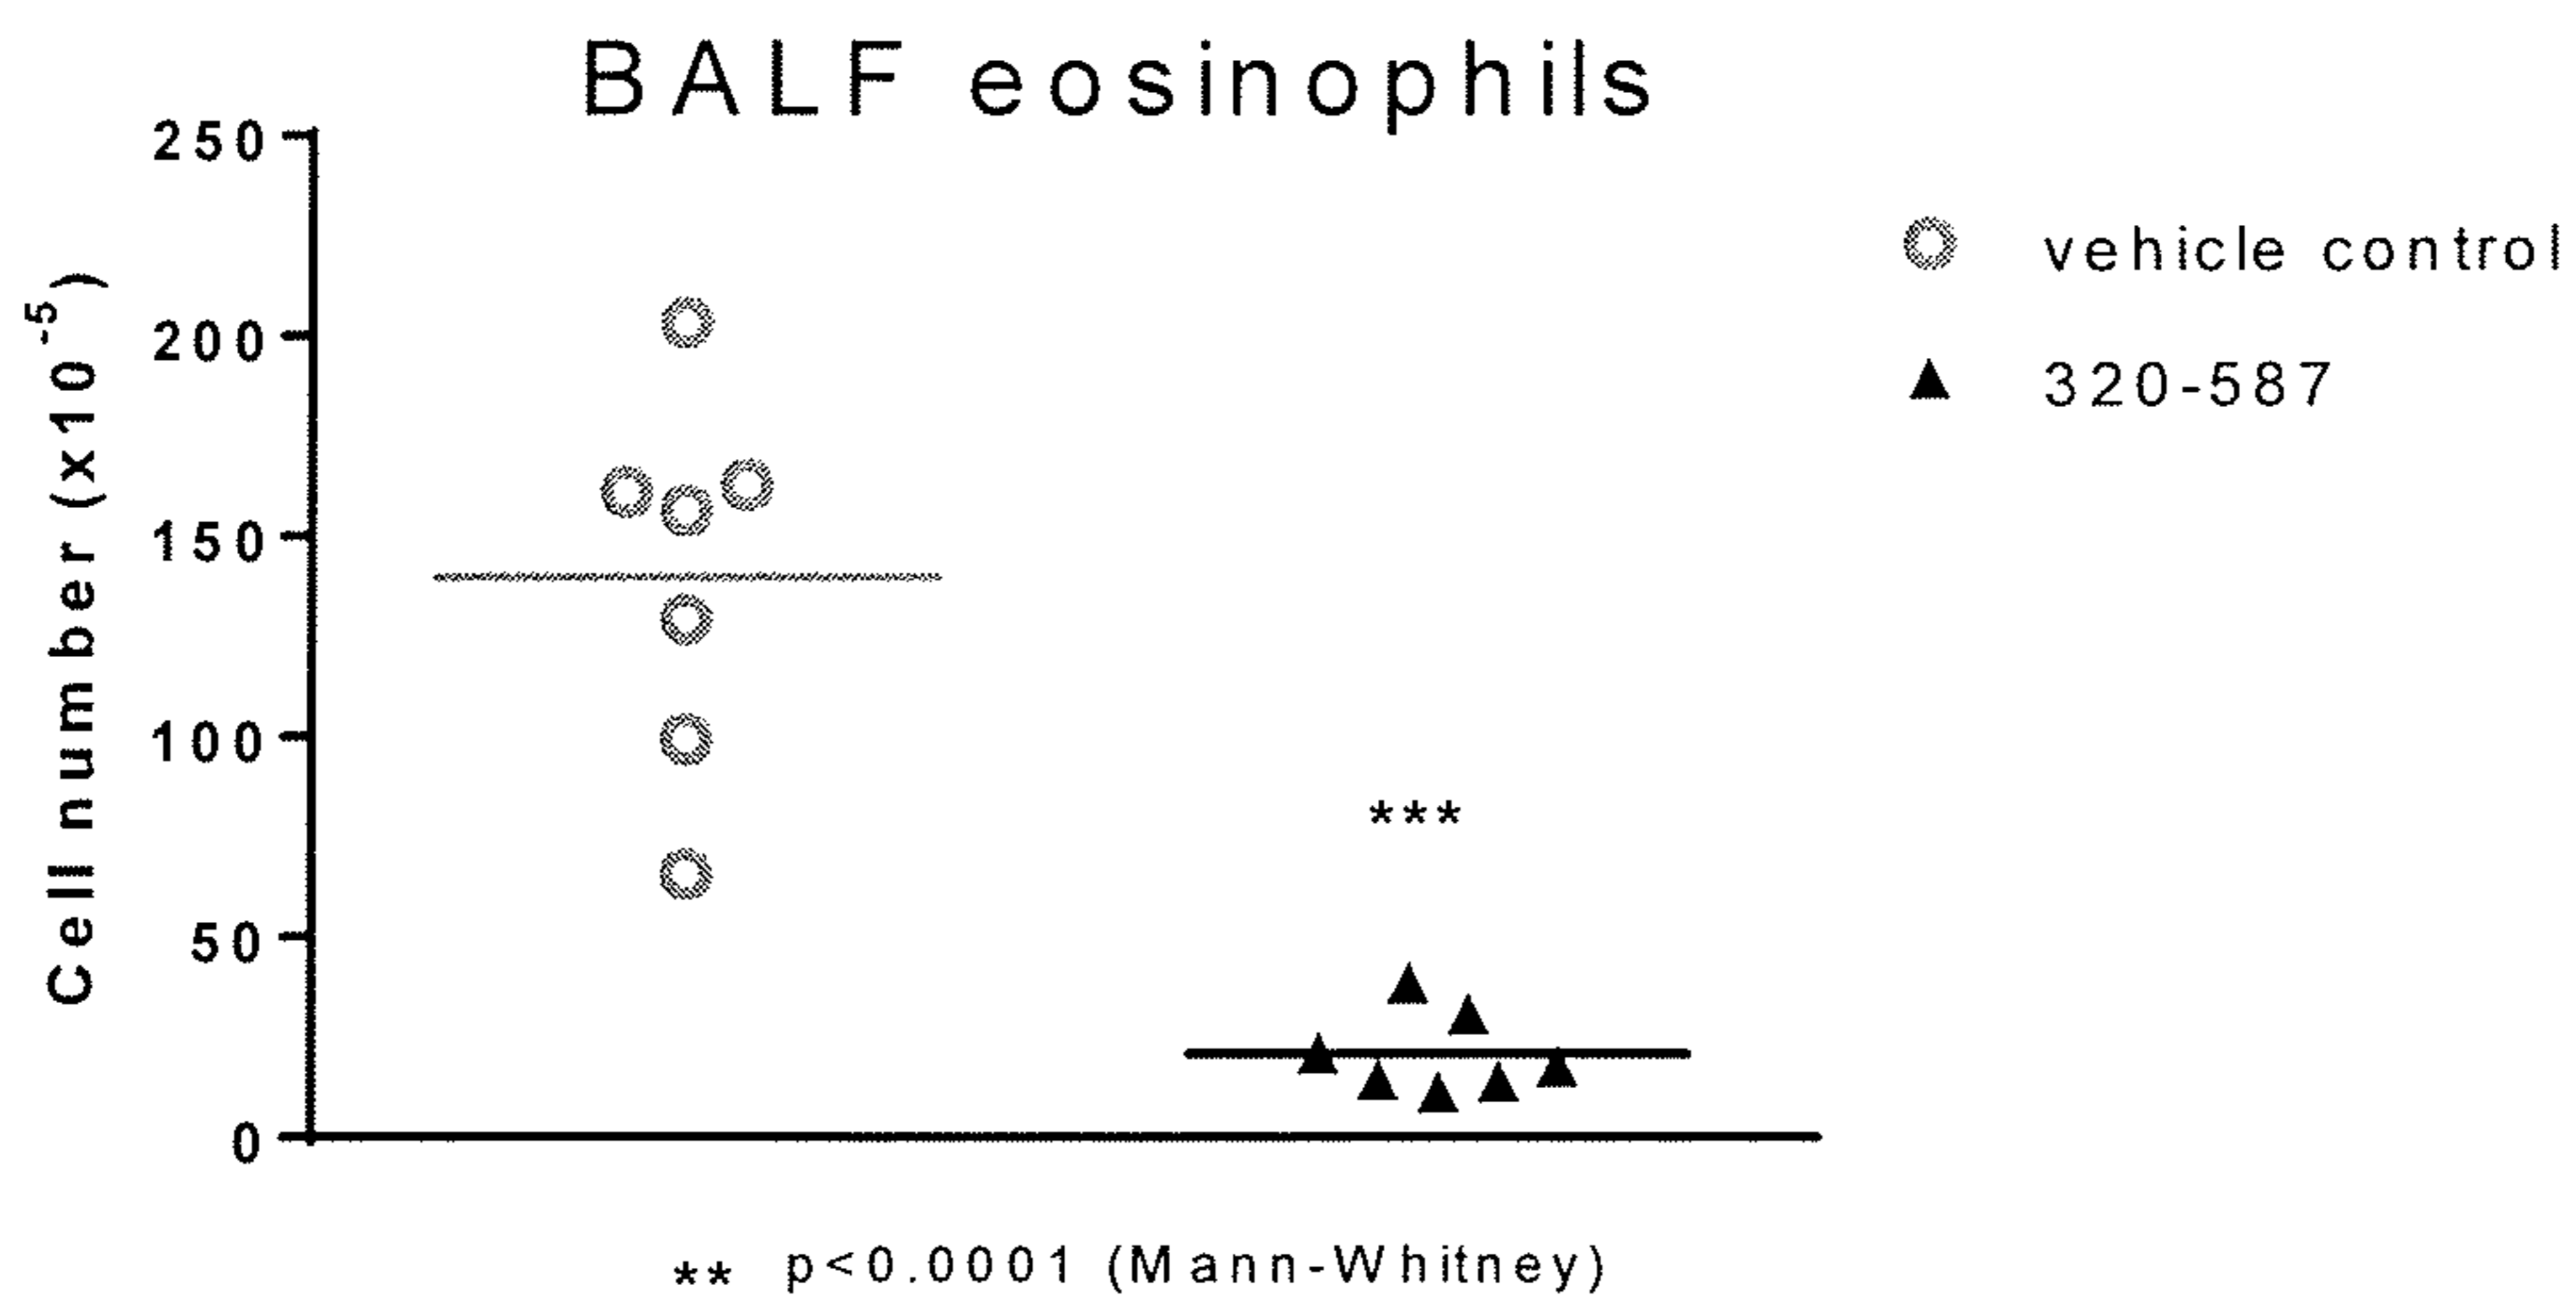 BALF eosinophils
Cell number (x10-5)
250
200
150
100
50
0
vehicle control
320-587
***
** p<0.0001 (Mann-Whitney)